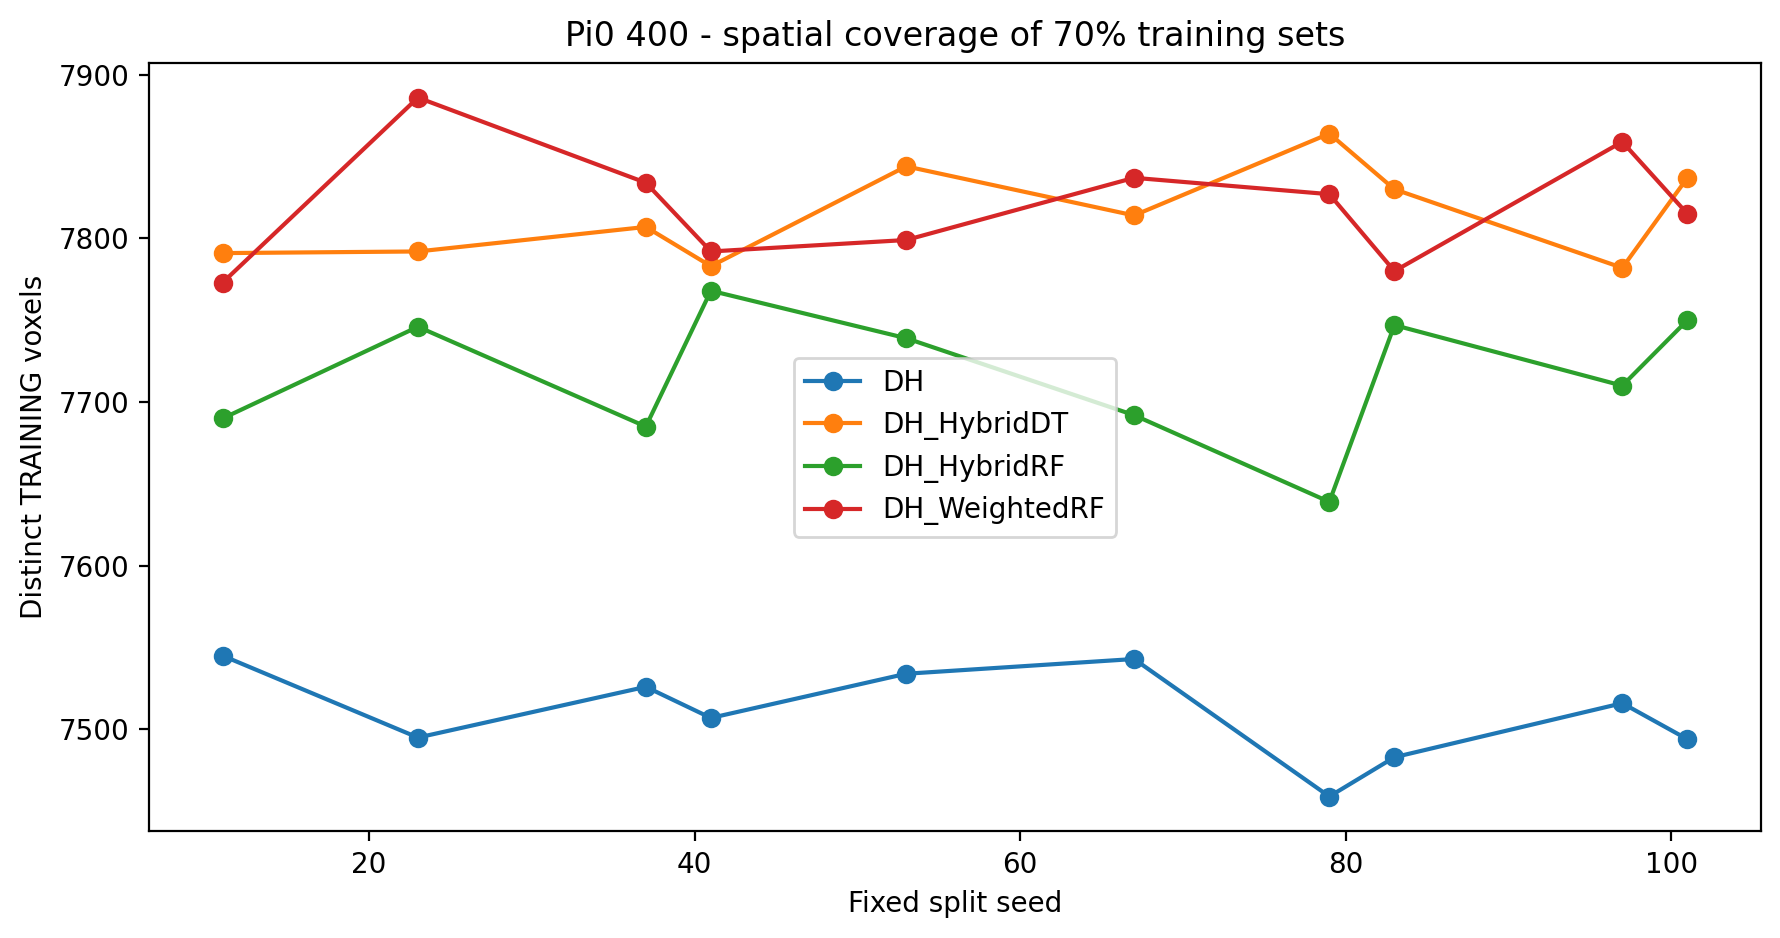 Pi0 400 - spatial coverage of 70% training sets
Distinct TRAINING voxels
7900
7800
7700
7600
7500
DH
DH_HybridDT
DH_HybridRF
DH_WeightedRF
20
40
60
80
100
Fixed split seed